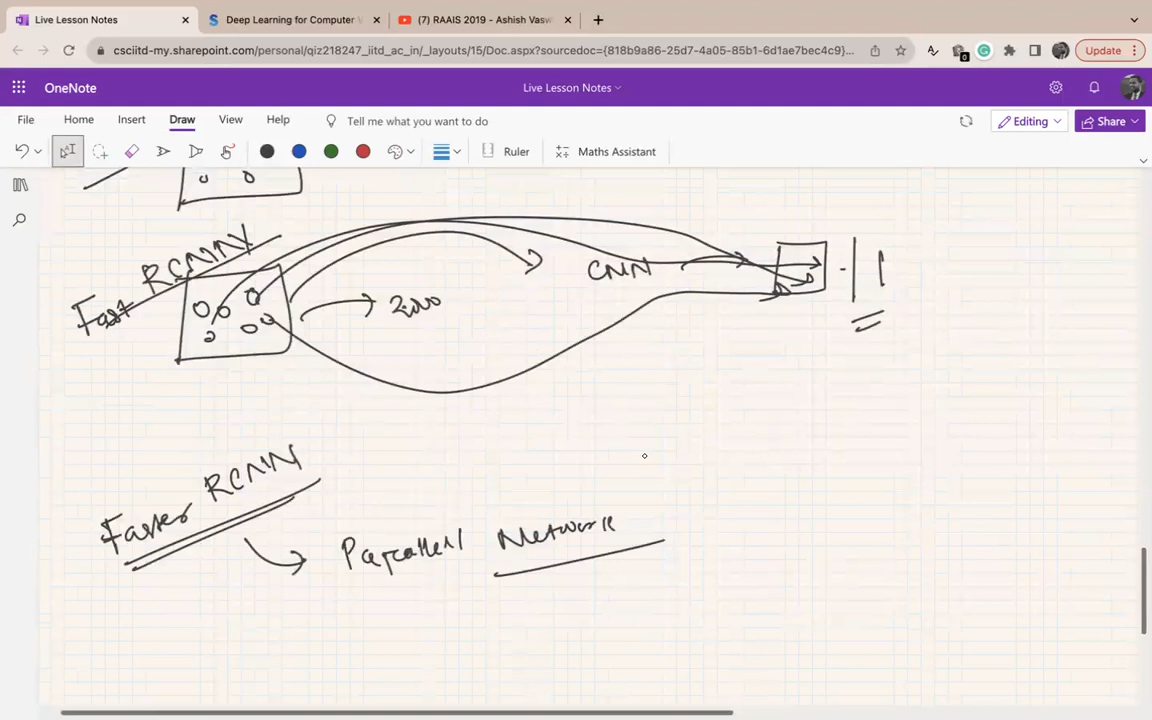 Live Lesson Notes
Deep Learning for Computer V
(7) RAAIS 2019 - Ashish Vasw
csciitd-my.sharepoint.com/personal/qiz218247_iitd_ac_in/_layouts/15/Doc.aspx?sourcedoc={818b9a86-25d7-4a05-85b1-6d1ae7bec4c9}...
Update
OneNote
Live Lesson Notes
File Home Insert Draw View Help Tell me what you want to do
Editing
Share
Ruler
Maths Assistant
Fast RCNN
CNN
2000
Faster RCNN
Parallel Network